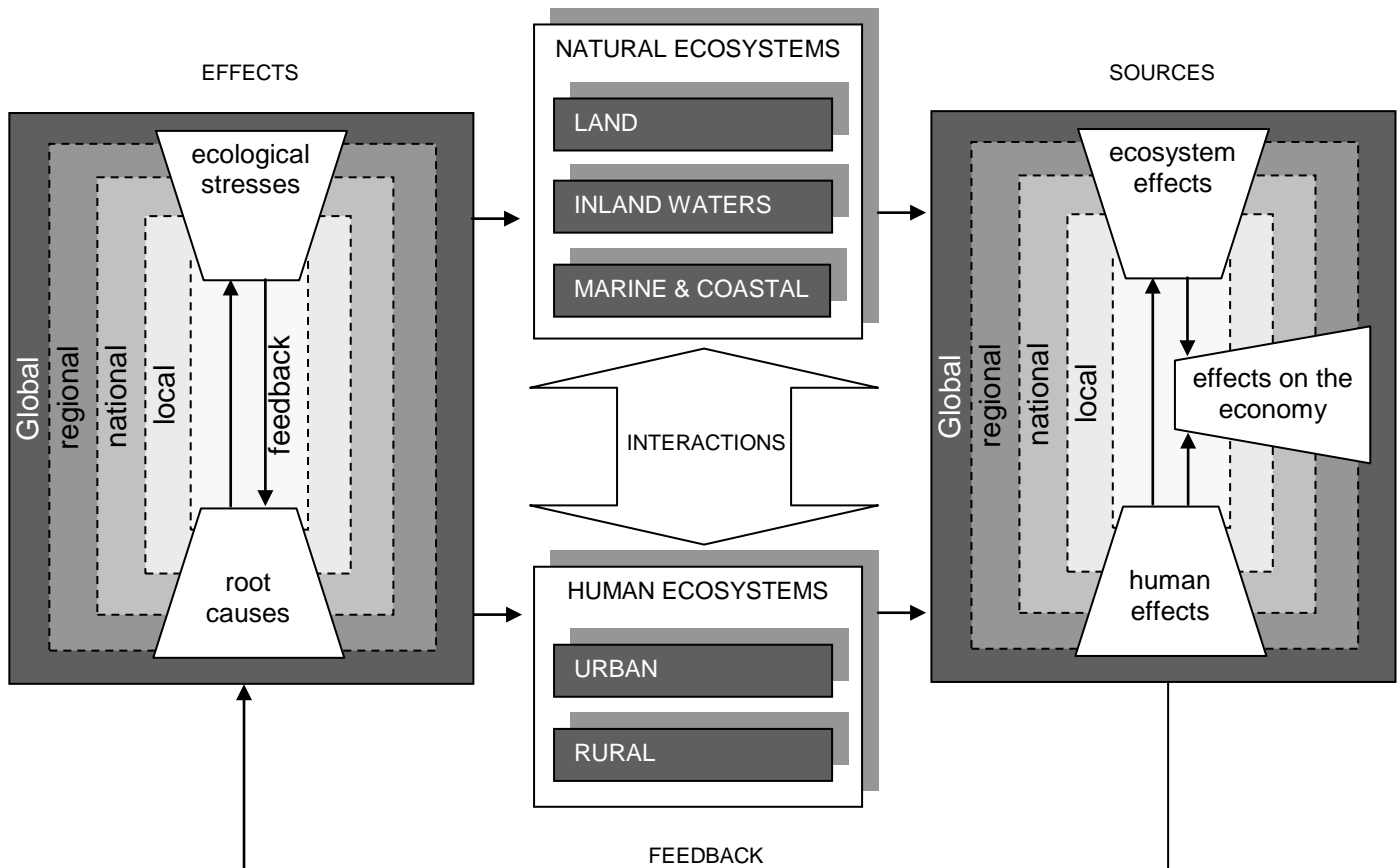 EFFECTS
Global
regional
national
local
ecological
stresses
feedback
root
causes
NATURAL ECOSYSTEMS
LAND
INLAND WATERS
MARINE & COASTAL
INTERACTIONS
HUMAN ECOSYSTEMS
URBAN
RURAL
SOURCES
Global
regional
national
local
ecosystem
effects
effects on the
economy
human
effects
FEEDBACK